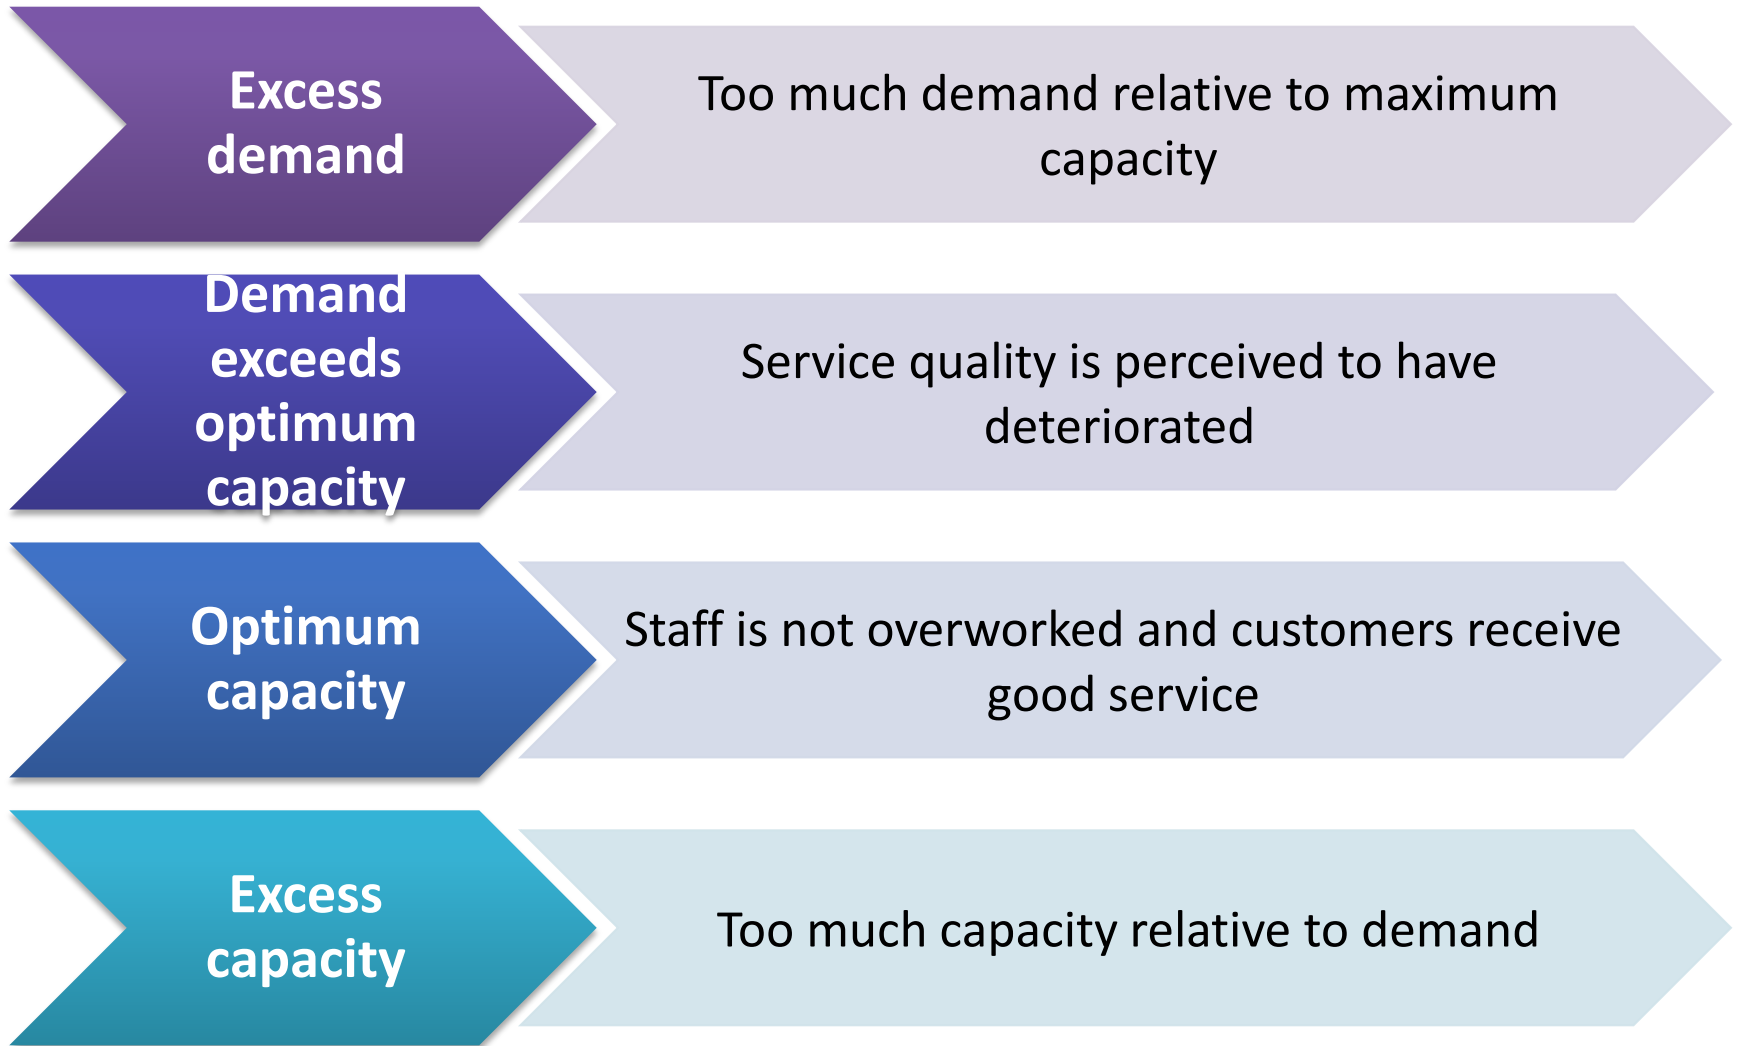 Excess
demand
Too much demand relative to maximum
capacity
Demand
exceeds
optimum
capacity
Service quality is perceived to have
deteriorated
Optimum
capacity
Staff is not overworked and customers receive
good service
Excess
capacity
Too much capacity relative to demand